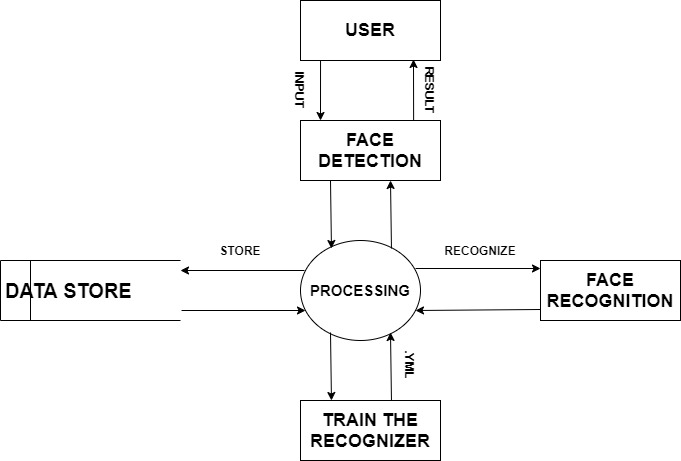 USER
INPUT
RESULT
FACE
DETECTION
STORE
RECOGNIZE
DATA STORE
PROCESSING
FACE
RECOGNITION
.YML
TRAIN THE
RECOGNIZER